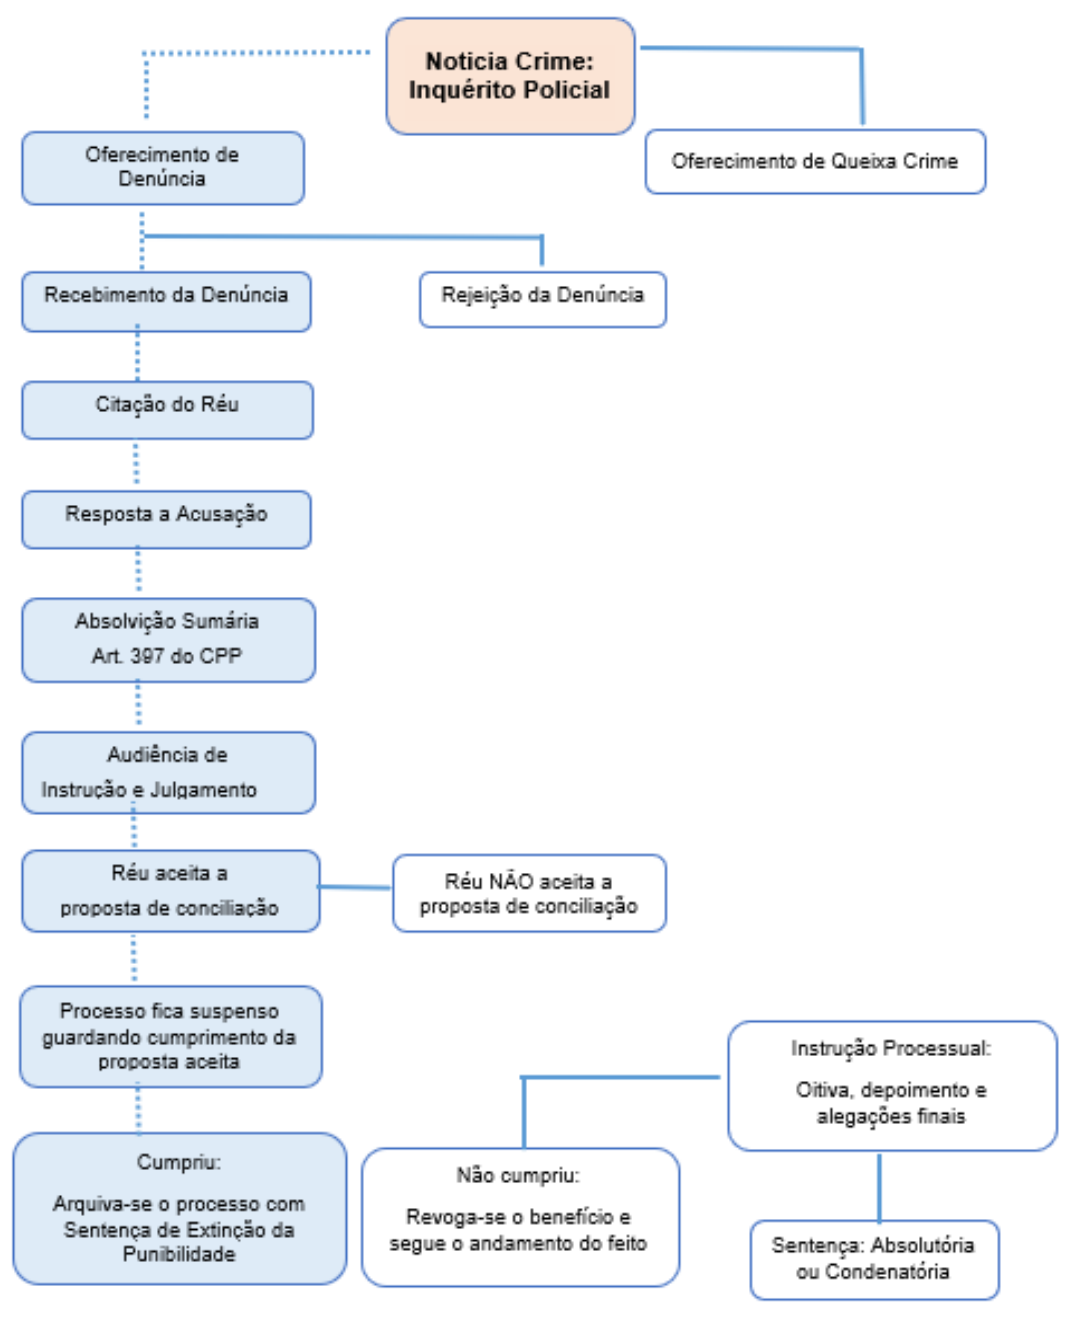 Noticia Crime:
Inquérito Policial
Oferecimento de
Denúncia
Oferecimento de Queixa Crime
Recebimento da Denúncia
Rejeição da Denúncia
Citação do Réu
Resposta a Acusação
Absolvição Sumária
Art. 397 do CPP
Audiência de
Instrução e Julgamento
Réu aceita a
proposta de conciliação
Réu NÃO aceita a
proposta de conciliação
Processo fica suspenso
guardando cumprimento da
proposta aceita
Instrução Processual:
Oitiva, depoimento e
alegações finais
Cumpriu:
Arquiva-se o processo com
Sentença de Extinção da
Punibilidade
Não cumpriu:
Revoga-se o benefício e
segue o andamento do feito
Sentença: Absolutória
ou Condenatória